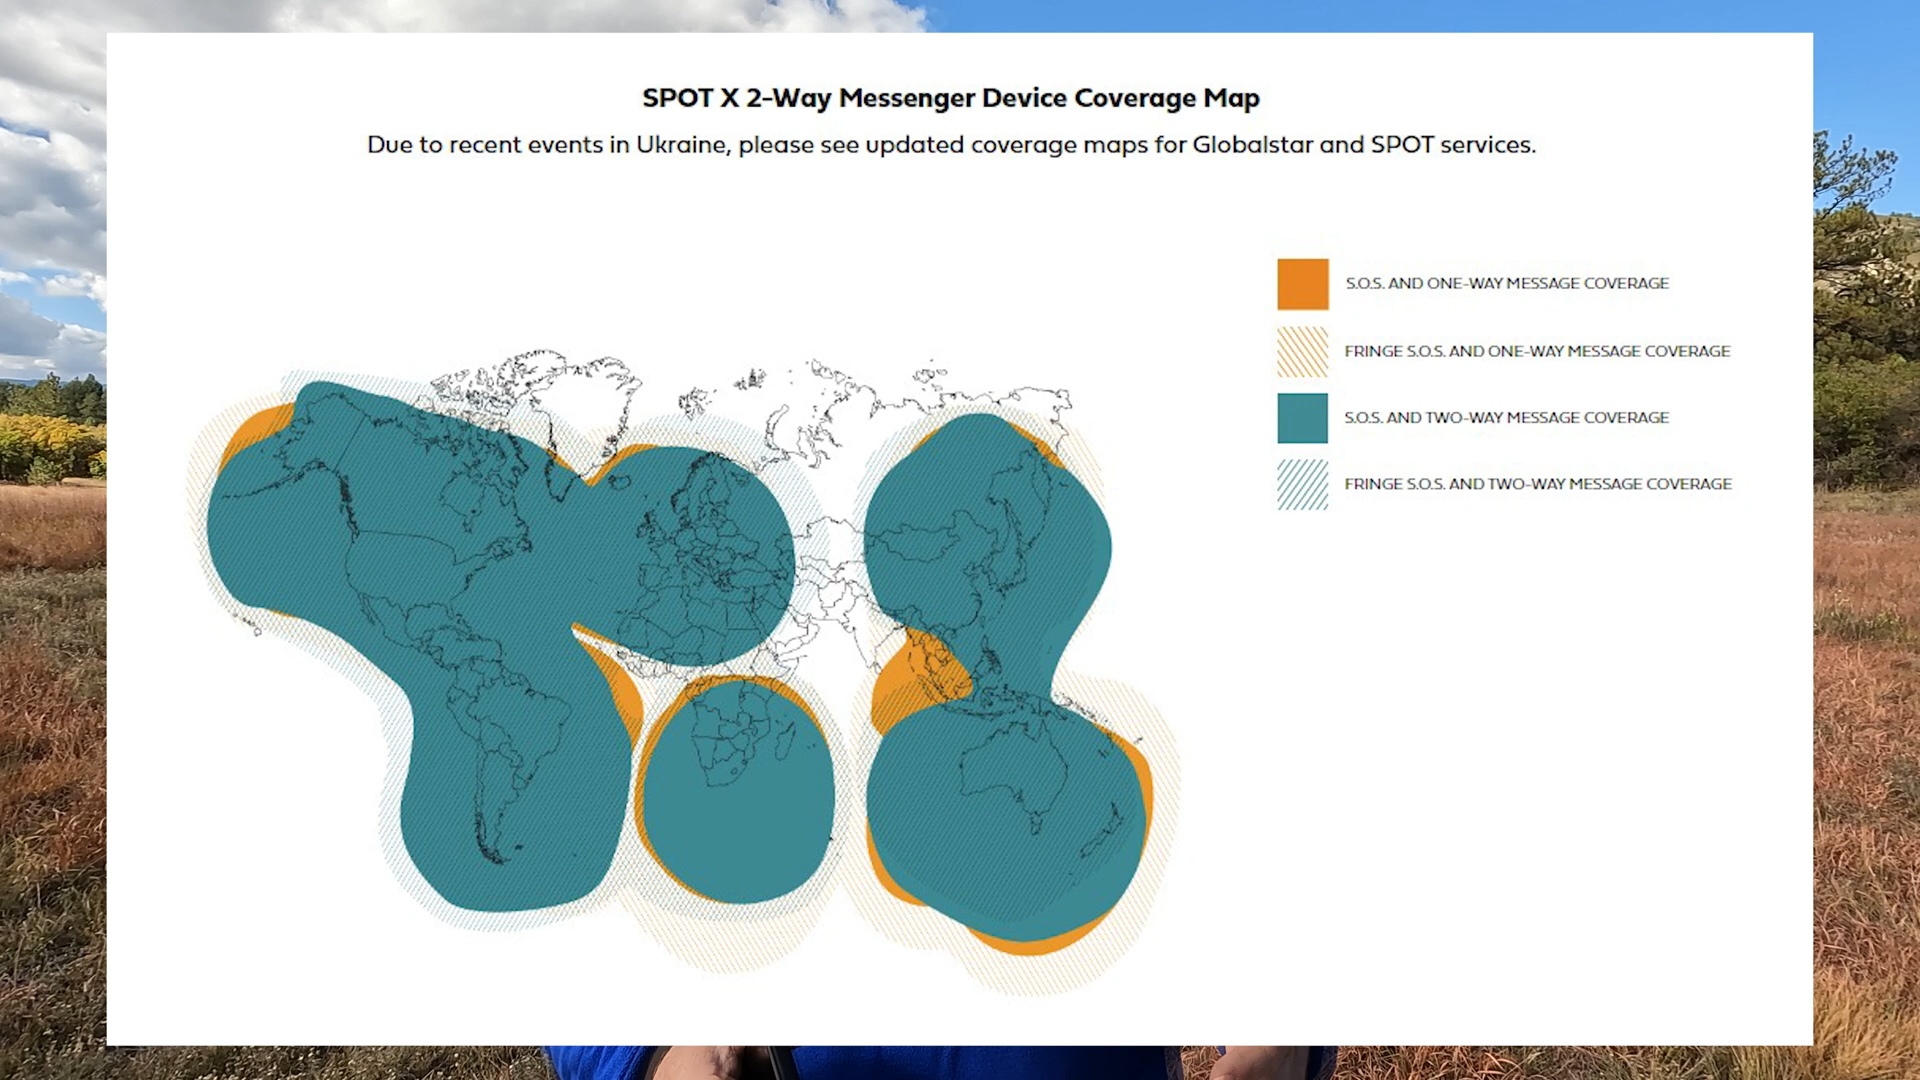 SPOT X 2-Way Messenger Device Coverage Map
Due to recent events in Ukraine, please see updated coverage maps for Globalstar and SPOT services.
S.O.S. AND ONE-WAY MESSAGE COVERAGE
FRINGE S.O.S. AND ONE-WAY MESSAGE COVERAGE
S.O.S. AND TWO-WAY MESSAGE COVERAGE
FRINGE S.O.S. AND TWO-WAY MESSAGE COVERAGE